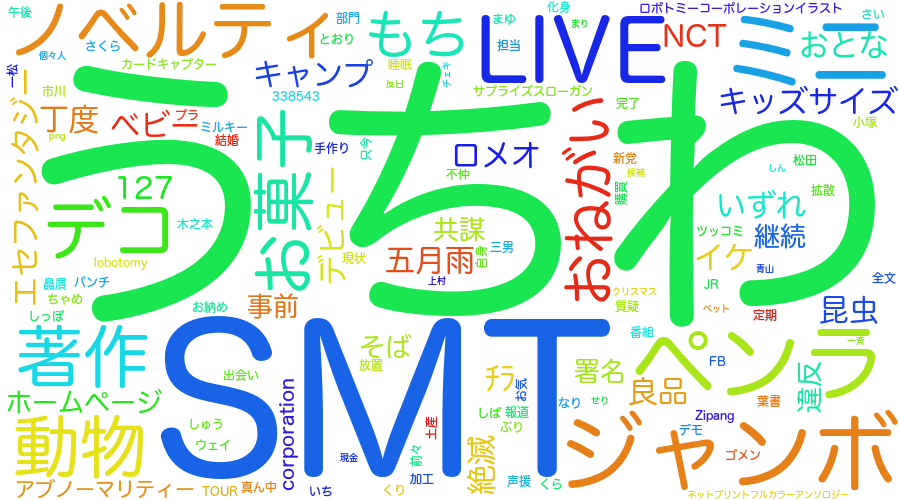 午後
ノベルティ
部門
とおり
もち
化身
まゆ
まり
担当
LIVE
ロボトミーコーポレーションイラスト
さい
NCT
ミニ
おとな
個々人
さくら
カードキャプター
キャンプ
睡眠
反日
チェキ
サプライズスローガン
キッズサイズ
一松
市川
338543
小塚
丁度
png
ベビー
プラ
ミルキー
結婚
うちわ
お菓子
手作り
只今
ロメオ
おねがい
完了
新党
候補
購買
松田
しん
拡散
エセファンタジー
127
デコ
木之本
デビュー
不仲
共謀
三男
自身
いずれ
ツッコミ
継続
lobotomy
現状
五月雨
イケ
青山
全文
晶屓
パンチ
ちゃめ
上村
クリスマス
JR
ペット
しっぽ
お納め
事前
質疑
定期
昆虫
著作
SMT
そば
放置
番組
ペンラ
一斉
FB
出会い
チラ
お気
署名
良品
違反
ホームページ
corporation
しば
報道
なり
せり
葉書
動物
しゅう
ウェイ
土産
ぶり
Zipang
デモ
ジャンボ
前々
絶滅
ゴメン
現金
アブノーマリティー
TOUR
真ん中
いち
くり
加工
声援
くら
ネットプリントフルカラーアンソロジー